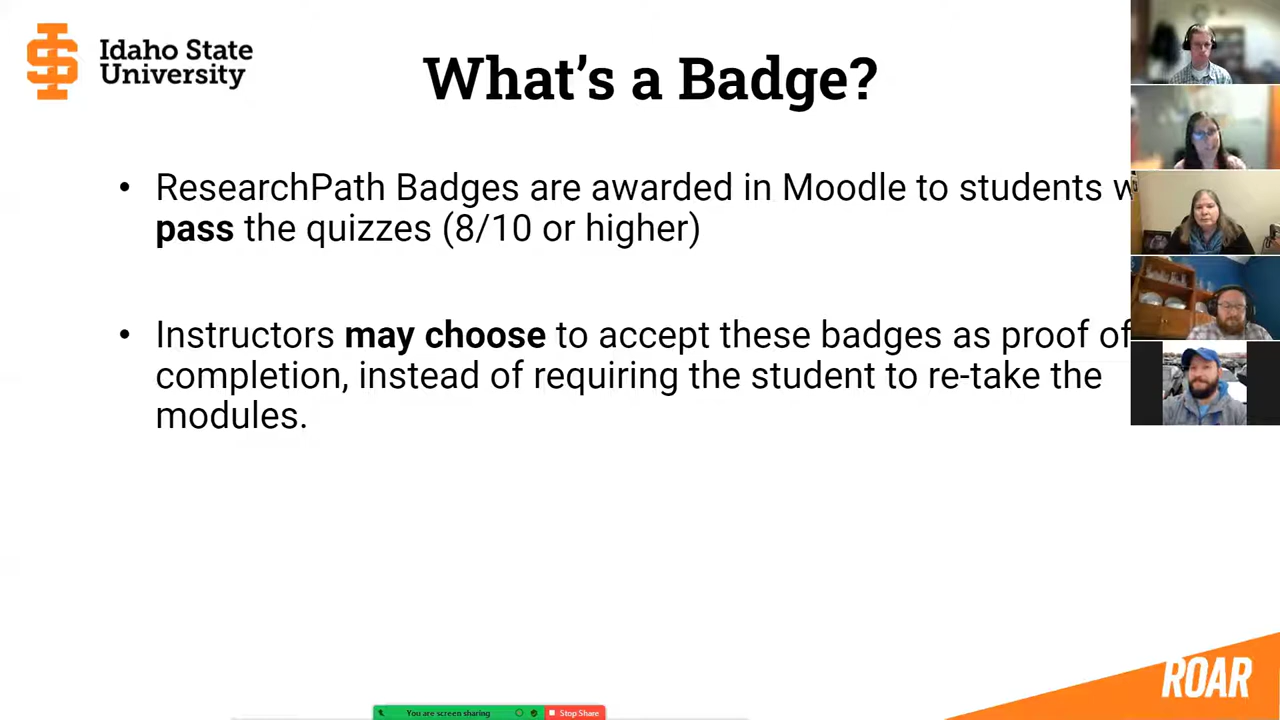 Idaho State
University
What's a Badge?
• ResearchPath Badges are awarded in Moodle to students
pass the quizzes (8/10 or higher)
• Instructors may choose to accept these badges as proof of
completion, instead of requiring the student to re-take the
modules.
ROAR
You are screen sharing
Stop Share